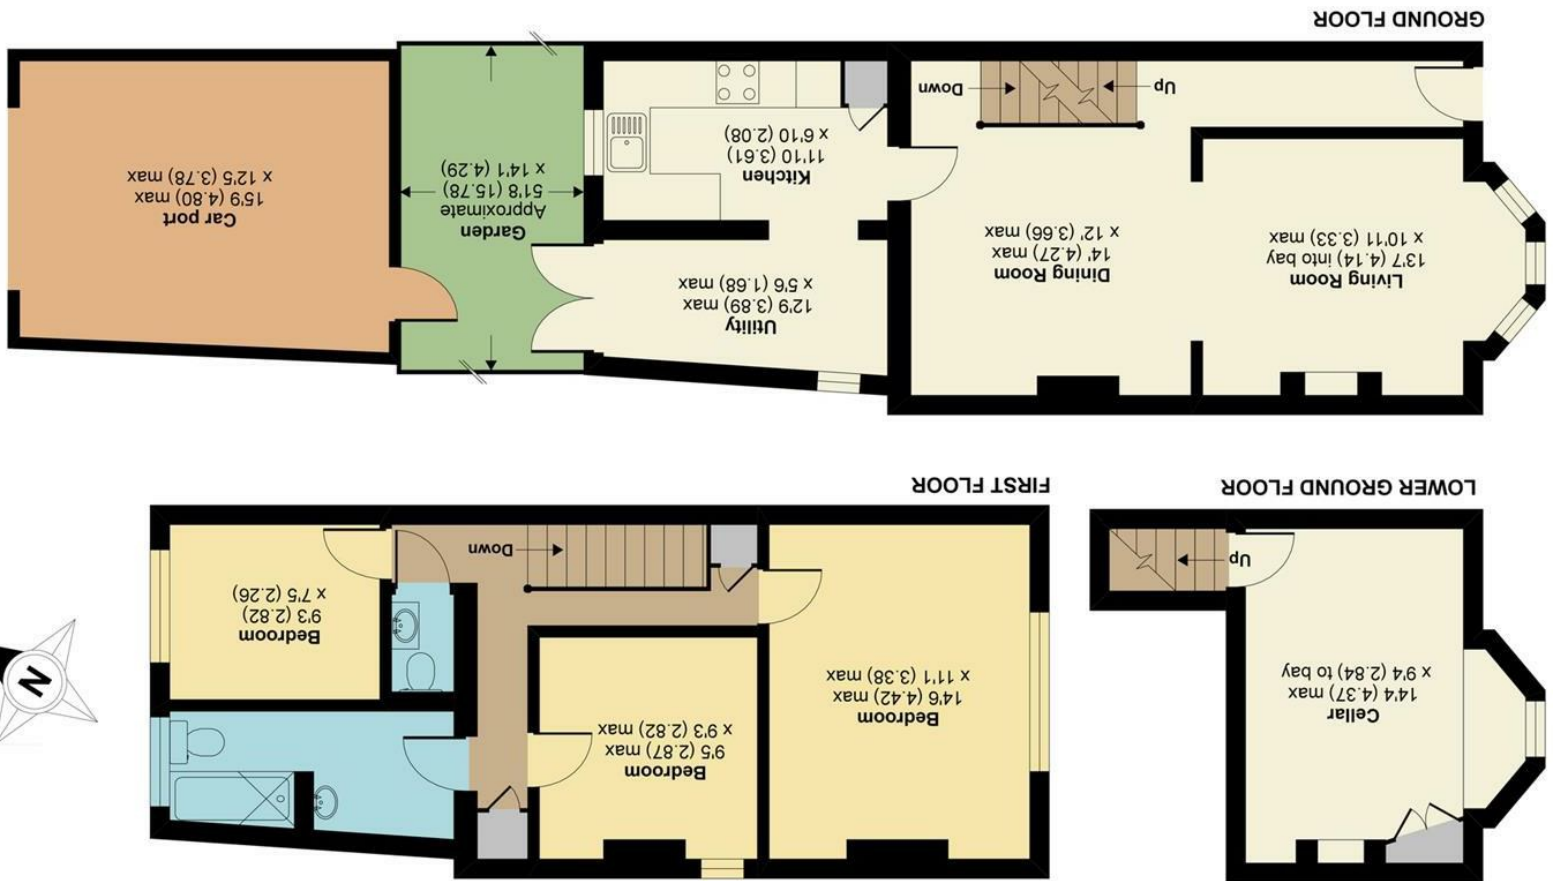 Cellar
14'4 (4.37) max
x 9'4 (2.84) to bay
Up
LOWER GROUND FLOOR
Bedroom
14'6 (4.42) max
x 11'1 (3.38) max
Bedroom
9'5 (2.87) max
x 9'3 (2.82) max
Bedroom
9'3 (2.82)
x 7'5 (2.26)
Down
FIRST FLOOR
N
Living Room
13'7 (4.14) into bay
x 10'11 (3.33) max
Dining Room
14' (4.27) max
x 12' (3.66) max
Utility
12'9 (3.89) max
x 5'6 (1.68) max
Kitchen
11'10 (3.61)
x 6'10 (2.08)
Garden
Approximate
51'8 (15.78)
x 14'1 (4.29)
Car port
15'9 (4.80) max
x 12'5 (3.78) max
Up
Down
GROUND FLOOR